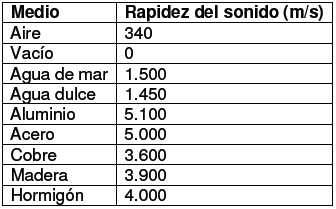 Medio Rapidez del sonido (m/s)
Aire 340
Vacío 0
Agua de mar 1.500
Agua dulce 1.450
Aluminio 5.100
Acero 5.000
Cobre 3.600
Madera 3.900
Hormigón 4.000